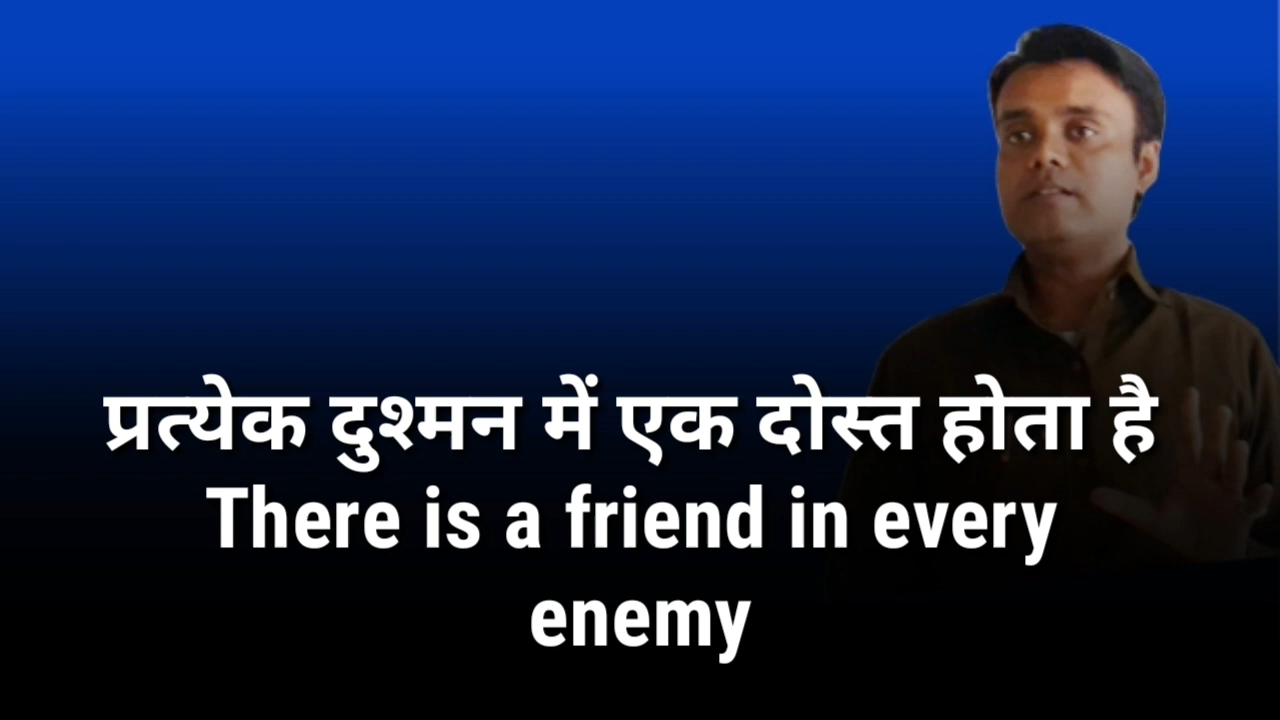 प्रत्येक दुश्मन में एक दोस्त होता है
There is a friend in every
enemy